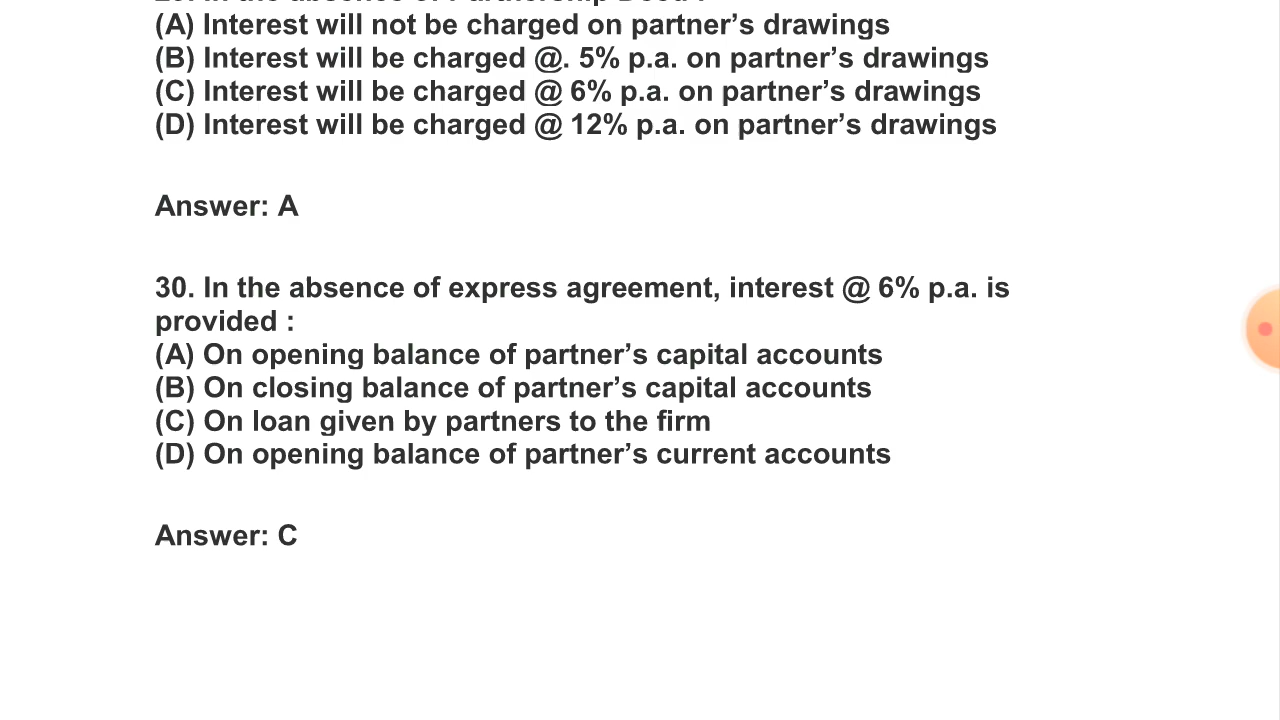 (A) Interest will not be charged on partner’s drawings
(B) Interest will be charged @. 5% p.a. on partner’s drawings
(C) Interest will be charged @ 6% p.a. on partner’s drawings
(D) Interest will be charged @ 12% p.a. on partner’s drawings
Answer: A
30. In the absence of express agreement, interest @ 6% p.a. is
provided :
(A) On opening balance of partner’s capital accounts
(B) On closing balance of partner’s capital accounts
(C) On loan given by partners to the firm
(D) On opening balance of partner’s current accounts
Answer: C